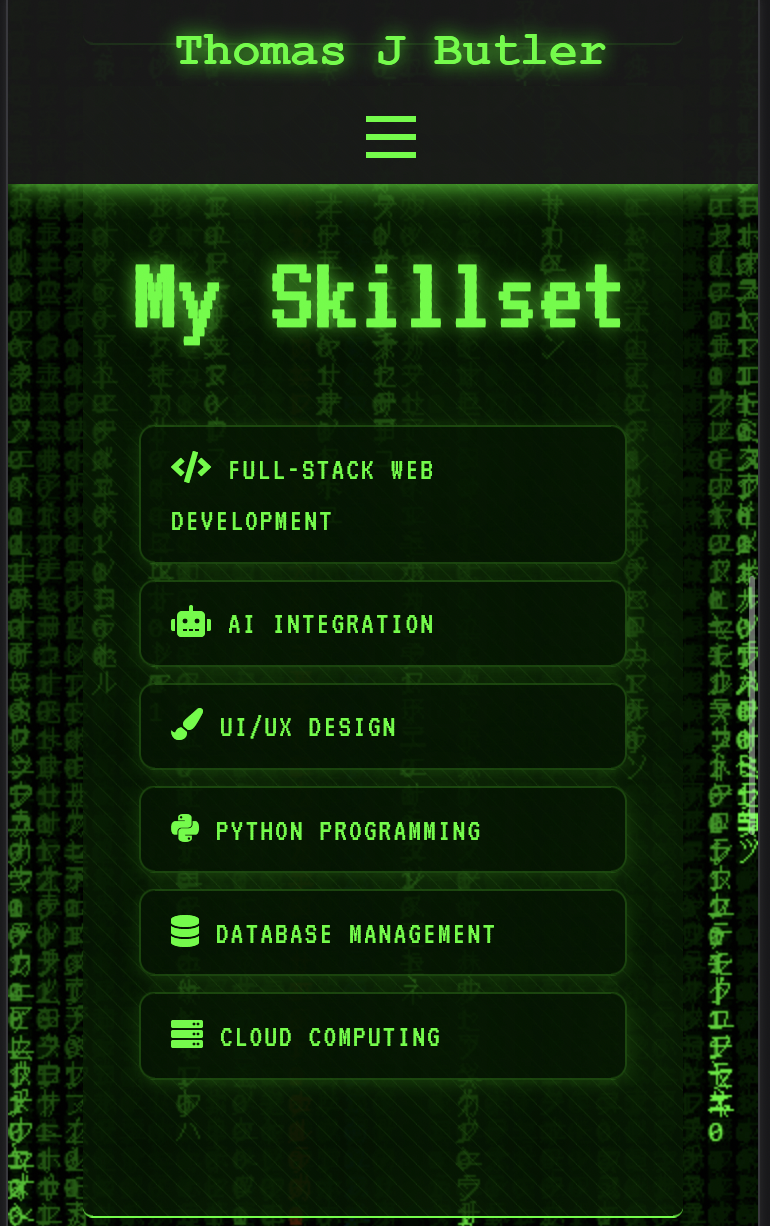 Thomas J Butler
My Skillset
FULL-STACK WEB
DEVELOPMENT
AI INTEGRATION
UI/UX DESIGN
PYTHON PROGRAMMING
DATABASE MANAGEMENT
CLOUD COMPUTING